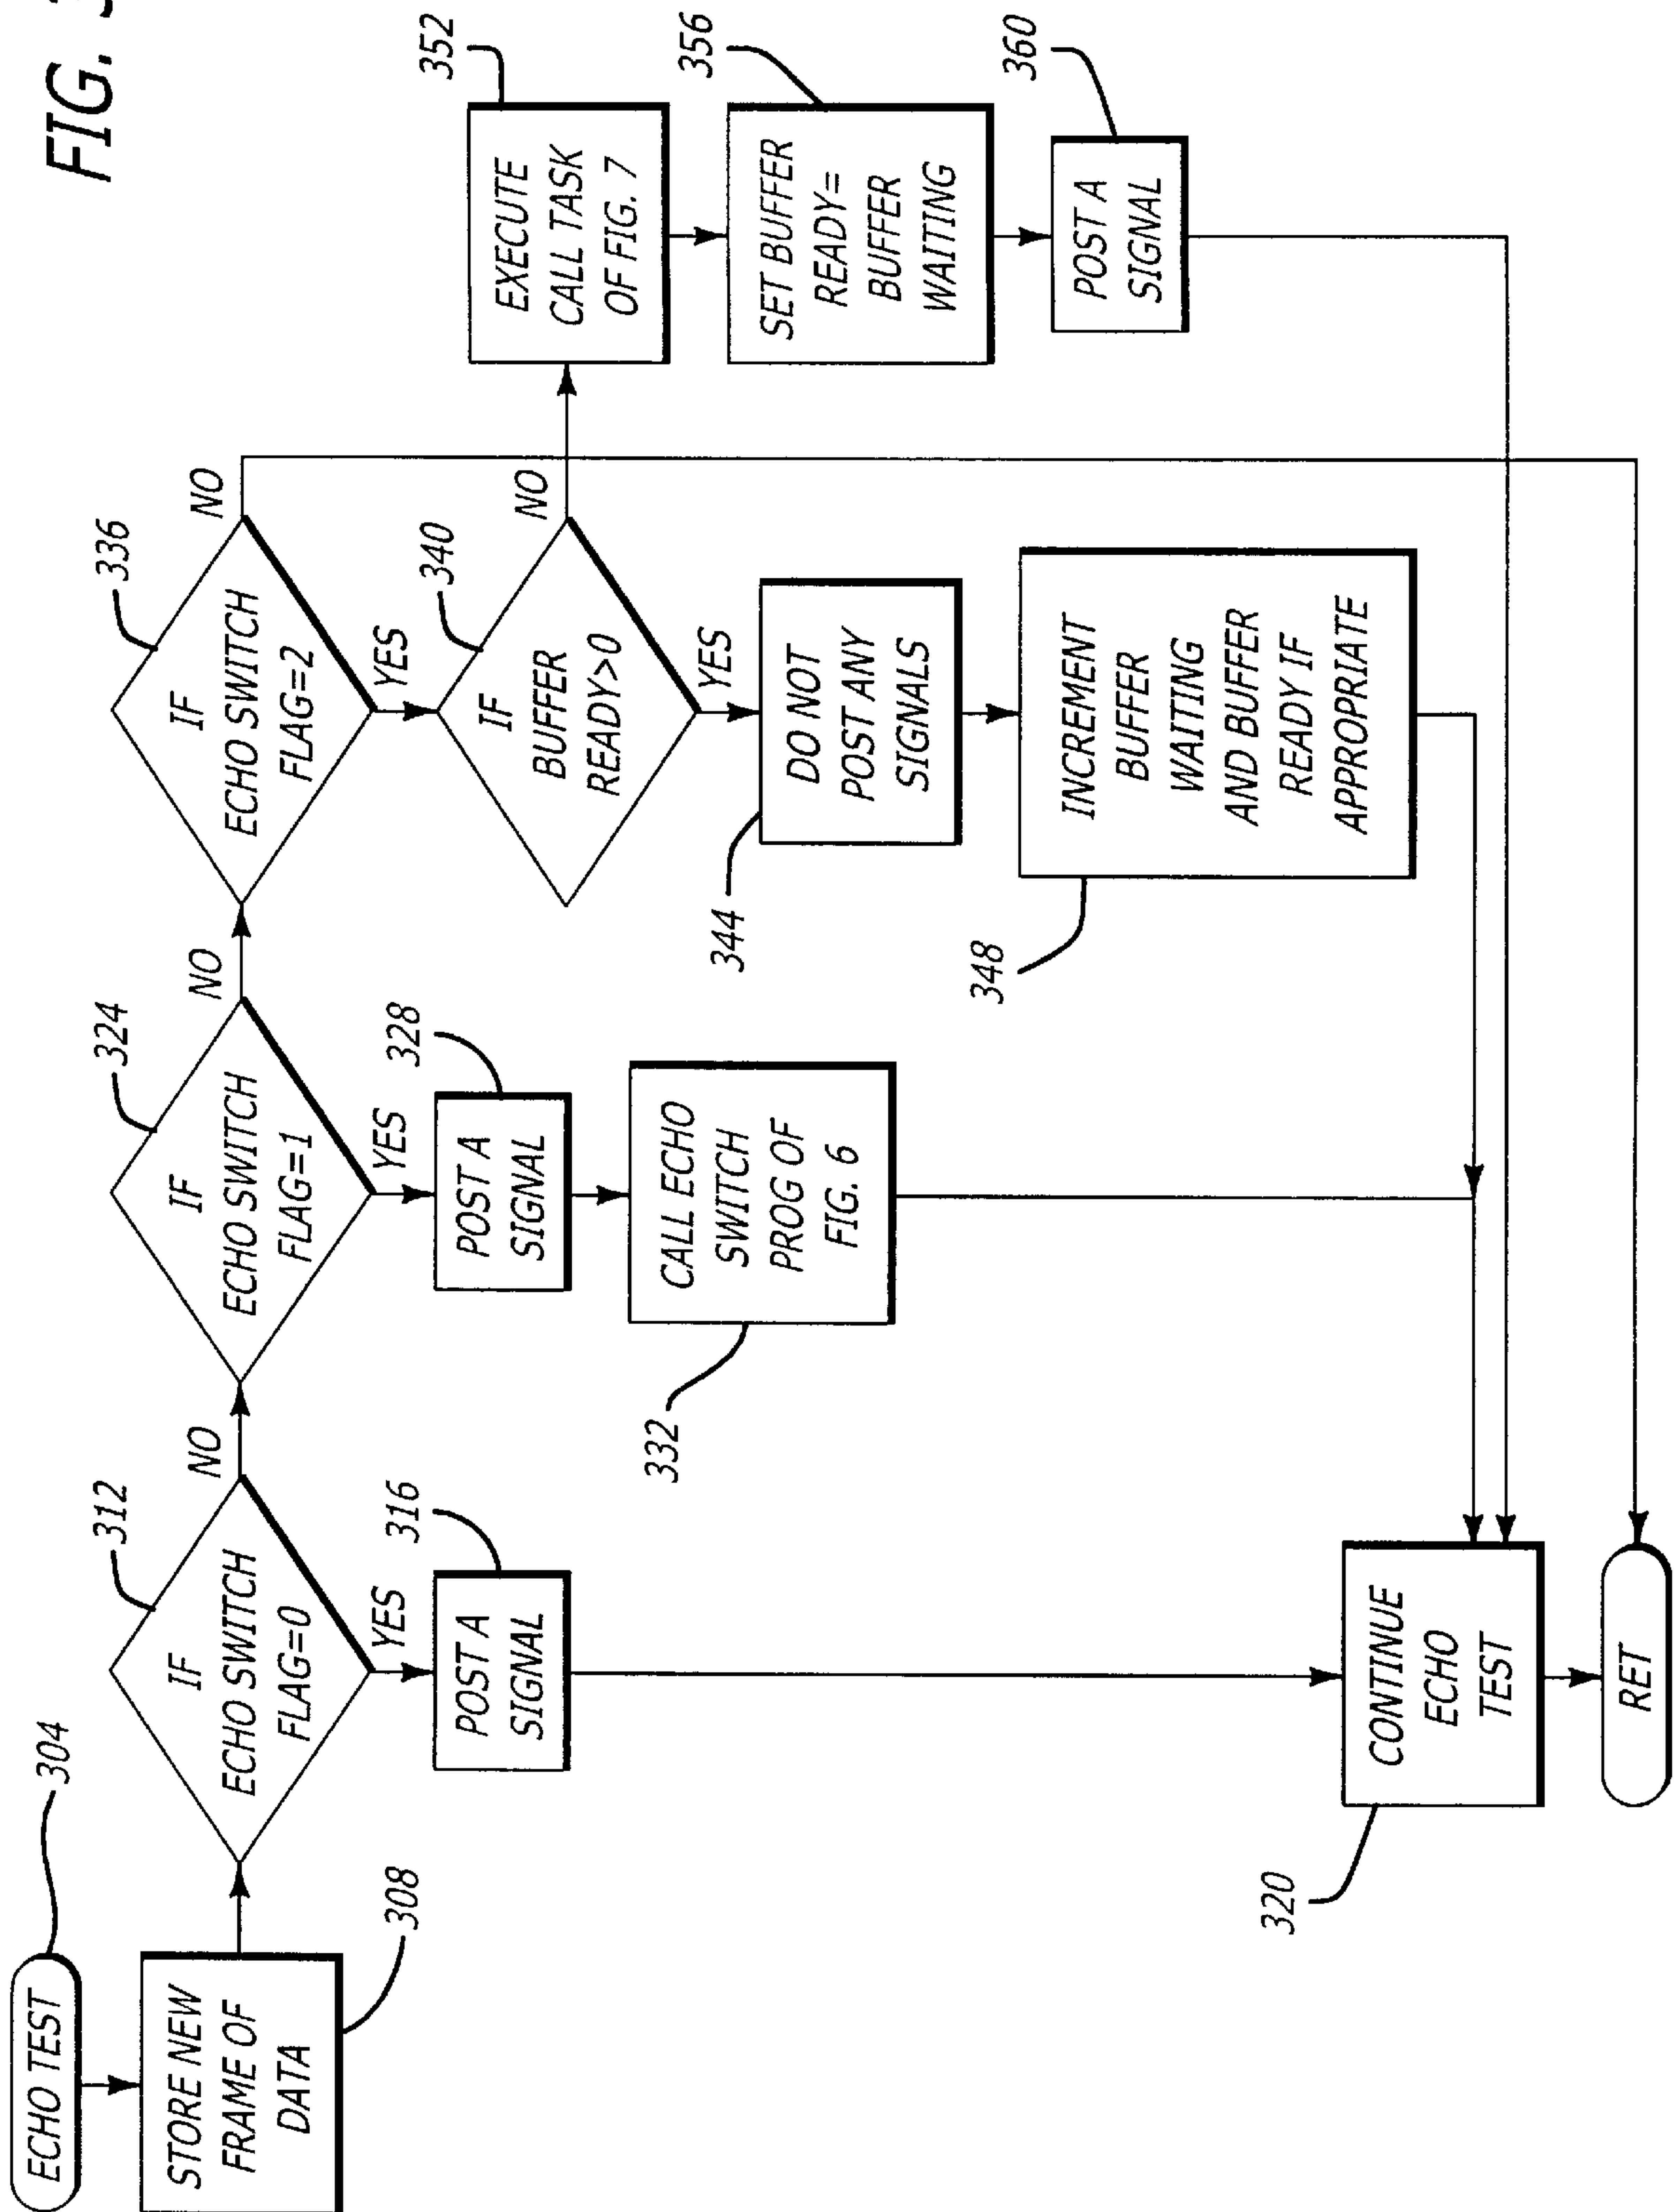 FIG. 3
ECHO TEST
304
STORE NEW
FRAME OF
DATA
308
IF
ECHO SWITCH
FLAG=0
312
NO
YES
POST A
SIGNAL
316
CONTINUE
ECHO
TEST
320
RET
IF
ECHO SWITCH
FLAG=1
324
NO
YES
POST A
SIGNAL
328
CALL ECHO
SWITCH
PROG OF
FIG. 6
332
IF
ECHO SWITCH
FLAG=2
336
NO
YES
IF
BUFFER
READY>0
340
NO
YES
DO NOT
POST ANY
SIGNALS
344
INCREMENT
BUFFER
WAITING
AND BUFFER
READY IF
APPROPRIATE
348
EXECUTE
CALL TASK
OF FIG. 7
352
SET BUFFER
READY=
BUFFER
WAITING
356
POST A
SIGNAL
360